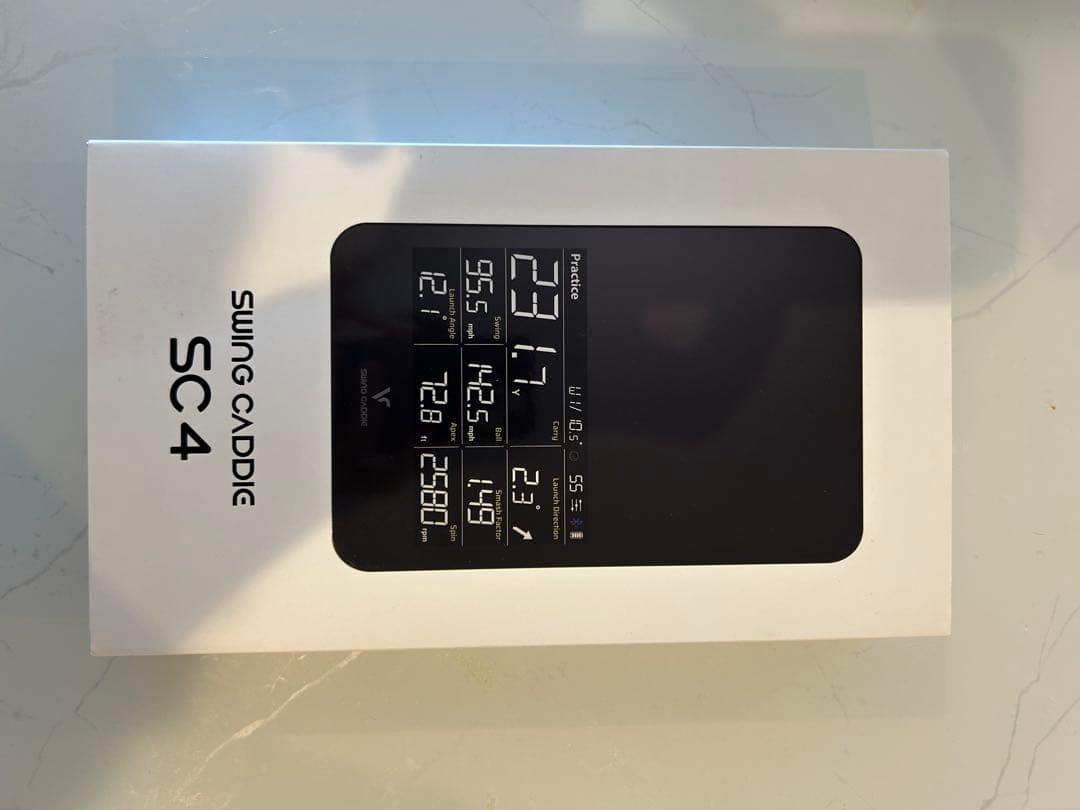 Practice W1/ 10.5° 55 #
Carry Launch Direction
231.7 Y 2.3°
Swing Ball Smash Factor
95.5 mph 142.5 mph 1.49
Launch Angle Apex Spin
12.1° 72.8 ft 2580 rpm
SWING CADDIE
SWING CADDIE
SC4